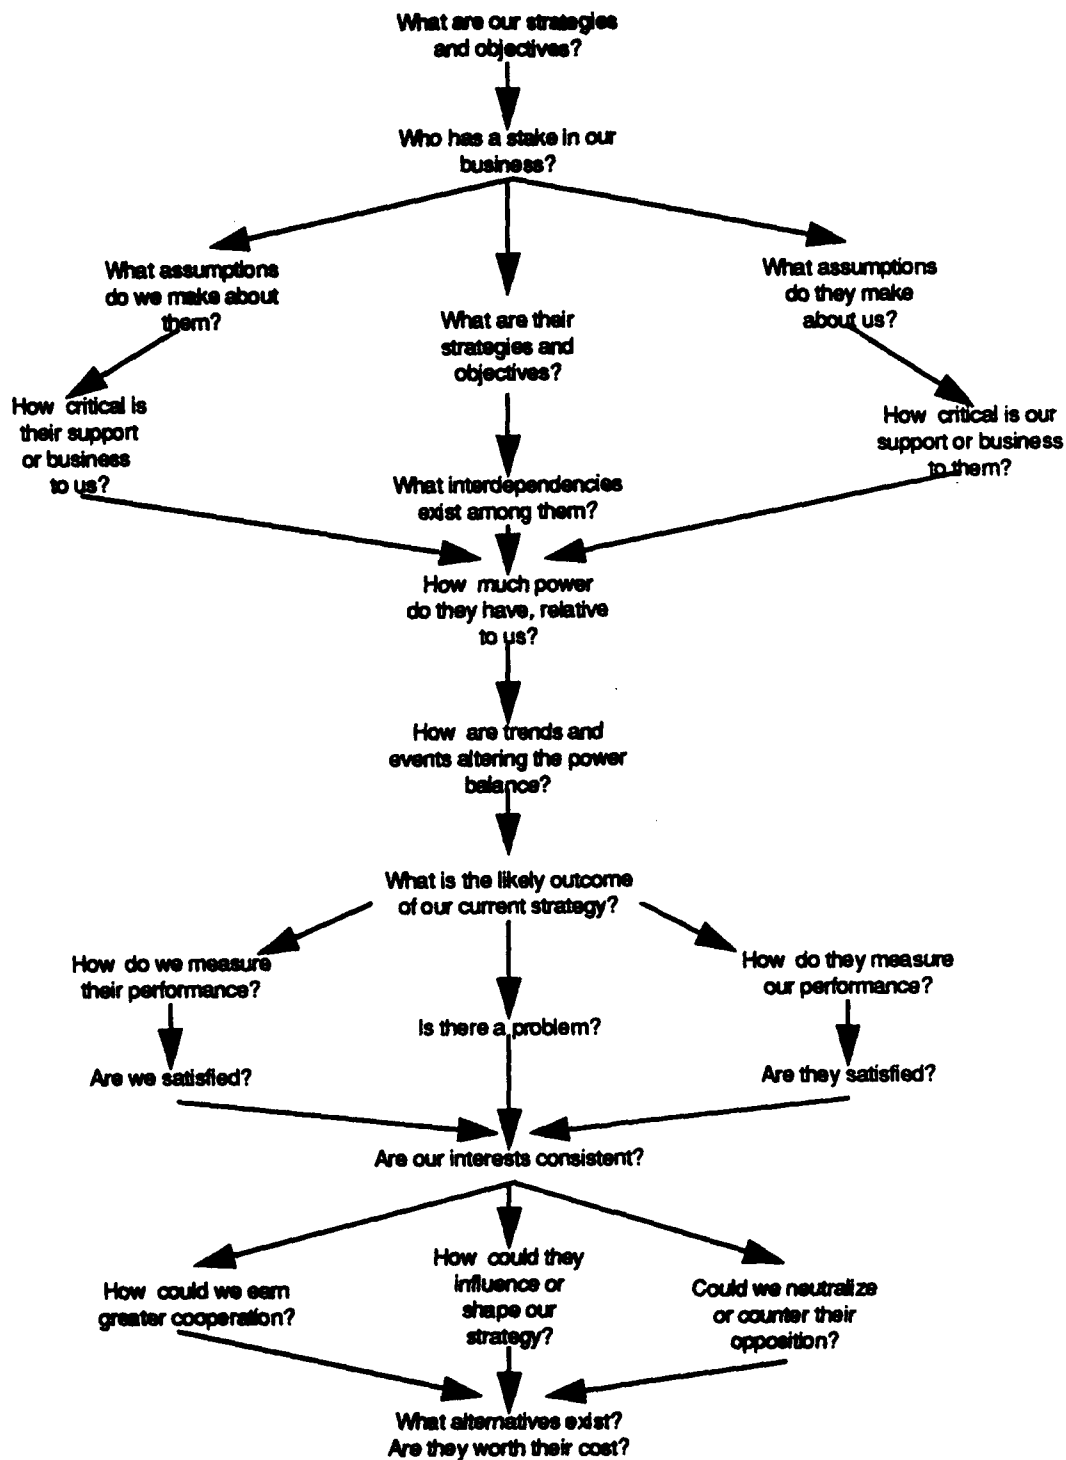 What are our strategies
and objectives?
Who has a stake in our
business?
What assumptions
do we make about
them?
What are their
strategies and
objectives?
What assumptions
do they make
about us?
How critical is
their support
or business
to us?
What interdependencies
exist among them?
How critical is our
support or business
to them?
How much power
do they have, relative
to us?
How are trends and
events altering the power
balance?
What is the likely outcome
of our current strategy?
How do we measure
their performance?
Is there a problem?
How do they measure
our performance?
Are we satisfied?
Are they satisfied?
Are our interests consistent?
How could we earn
greater cooperation?
How could they
influence or
shape our
strategy?
Could we neutralize
or counter their
opposition?
What alternatives exist?
Are they worth their cost?